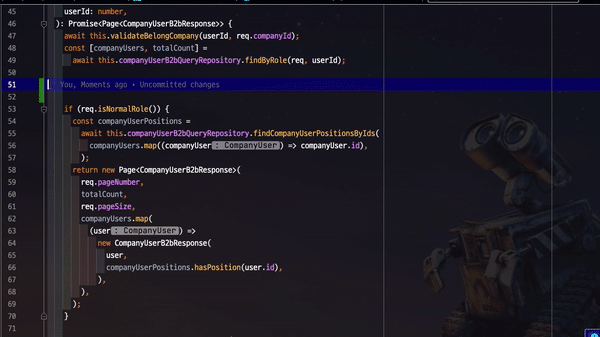 45 userId: number,
46 ): Promise<Page<CompanyUserB2bResponse>> {
47 await this.validateBelongCompany(userId, req.companyId);
48 const [companyUsers, totalCount] =
49 await this.companyUserB2bQueryRepository.findByRole(req, userId);
50
51 You, Moments ago • Uncommitted changes
52
53 if (req.isNormalRole()) {
54 const companyUserPositions =
55 await this.companyUserB2bQueryRepository.findCompanyUserPositionsByIds(
56 companyUsers.map((companyUser : CompanyUser ) => companyUser.id),
57 );
58 return new Page<CompanyUserB2bResponse>(
59 req.pageNumber,
60 totalCount,
61 req.pageSize,
62 companyUsers.map(
63 (user : CompanyUser ) =>
64 new CompanyUserB2bResponse(
65 user,
66 companyUserPositions.hasPosition(user.id),
67 ),
68 ),
69 );
70 }
71